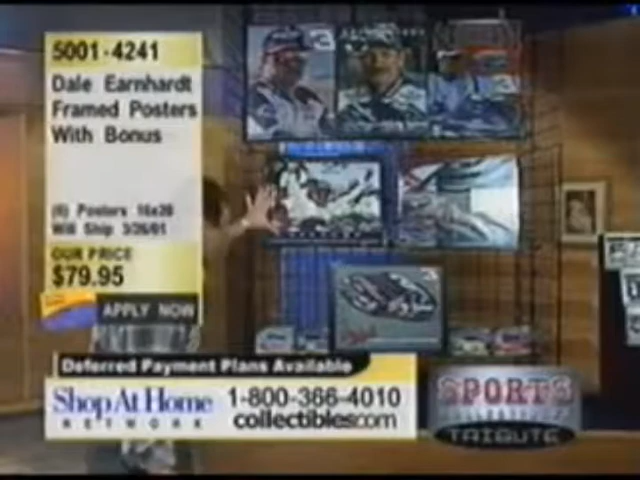 5001-4241
Dale Earnhardt
Framed Posters
With Bonus
(6) Posters 16x20
Will Ship 3/26/01
OUR PRICE
$79.95
APPLY NOW
Deferred Payment Plans Available
Shop At Home
NETWORK
1-800-366-4010
collectibles.com
SPORTS
TRIBUTE